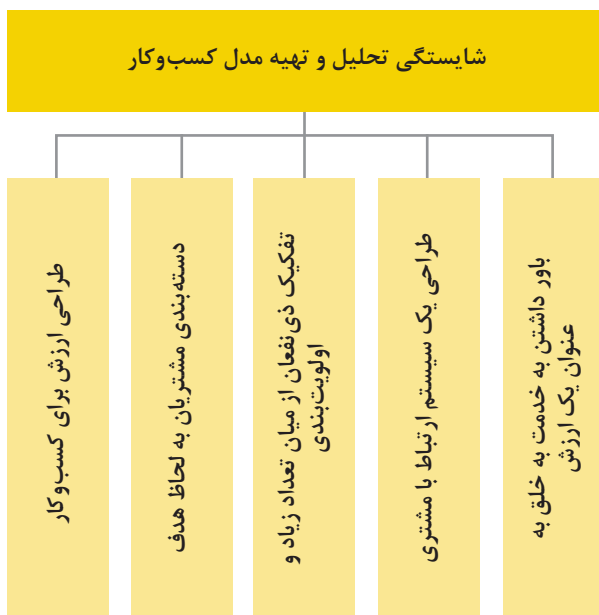 شایستگی تحلیل و تهیه مدل کسب‌وکار
باور داشتن به خدمت به خلق به
عنوان یک ارزش
طراحی یک سیستم ارتباط با مشتری
تفکیک ذی‌نفعان از میان تعداد زیاد و
اولویت‌بندی
دسته‌بندی مشتریان به لحاظ هدف
طراحی ارزش برای کسب‌وکار